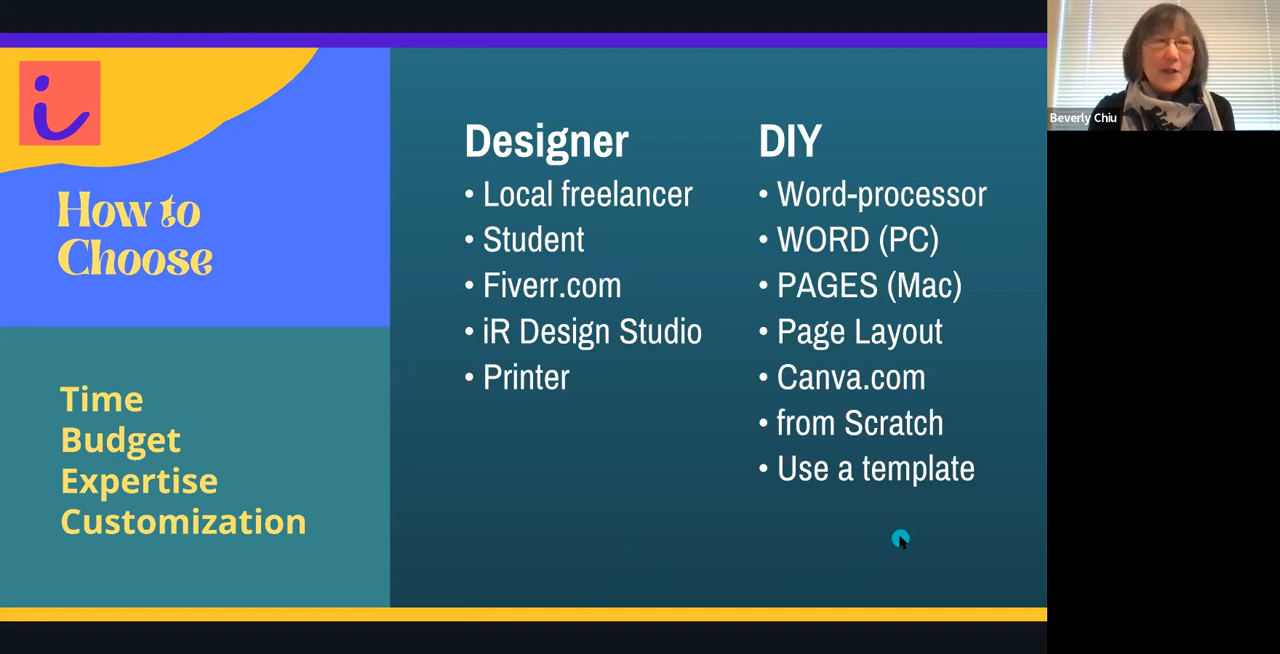 How to
Choose
Time
Budget
Expertise
Customization
Designer
• Local freelancer
• Student
• Fiverr.com
• iR Design Studio
• Printer
DIY
• Word-processor
• WORD (PC)
• PAGES (Mac)
• Page Layout
• Canva.com
• from Scratch
• Use a template
Beverly Chiu